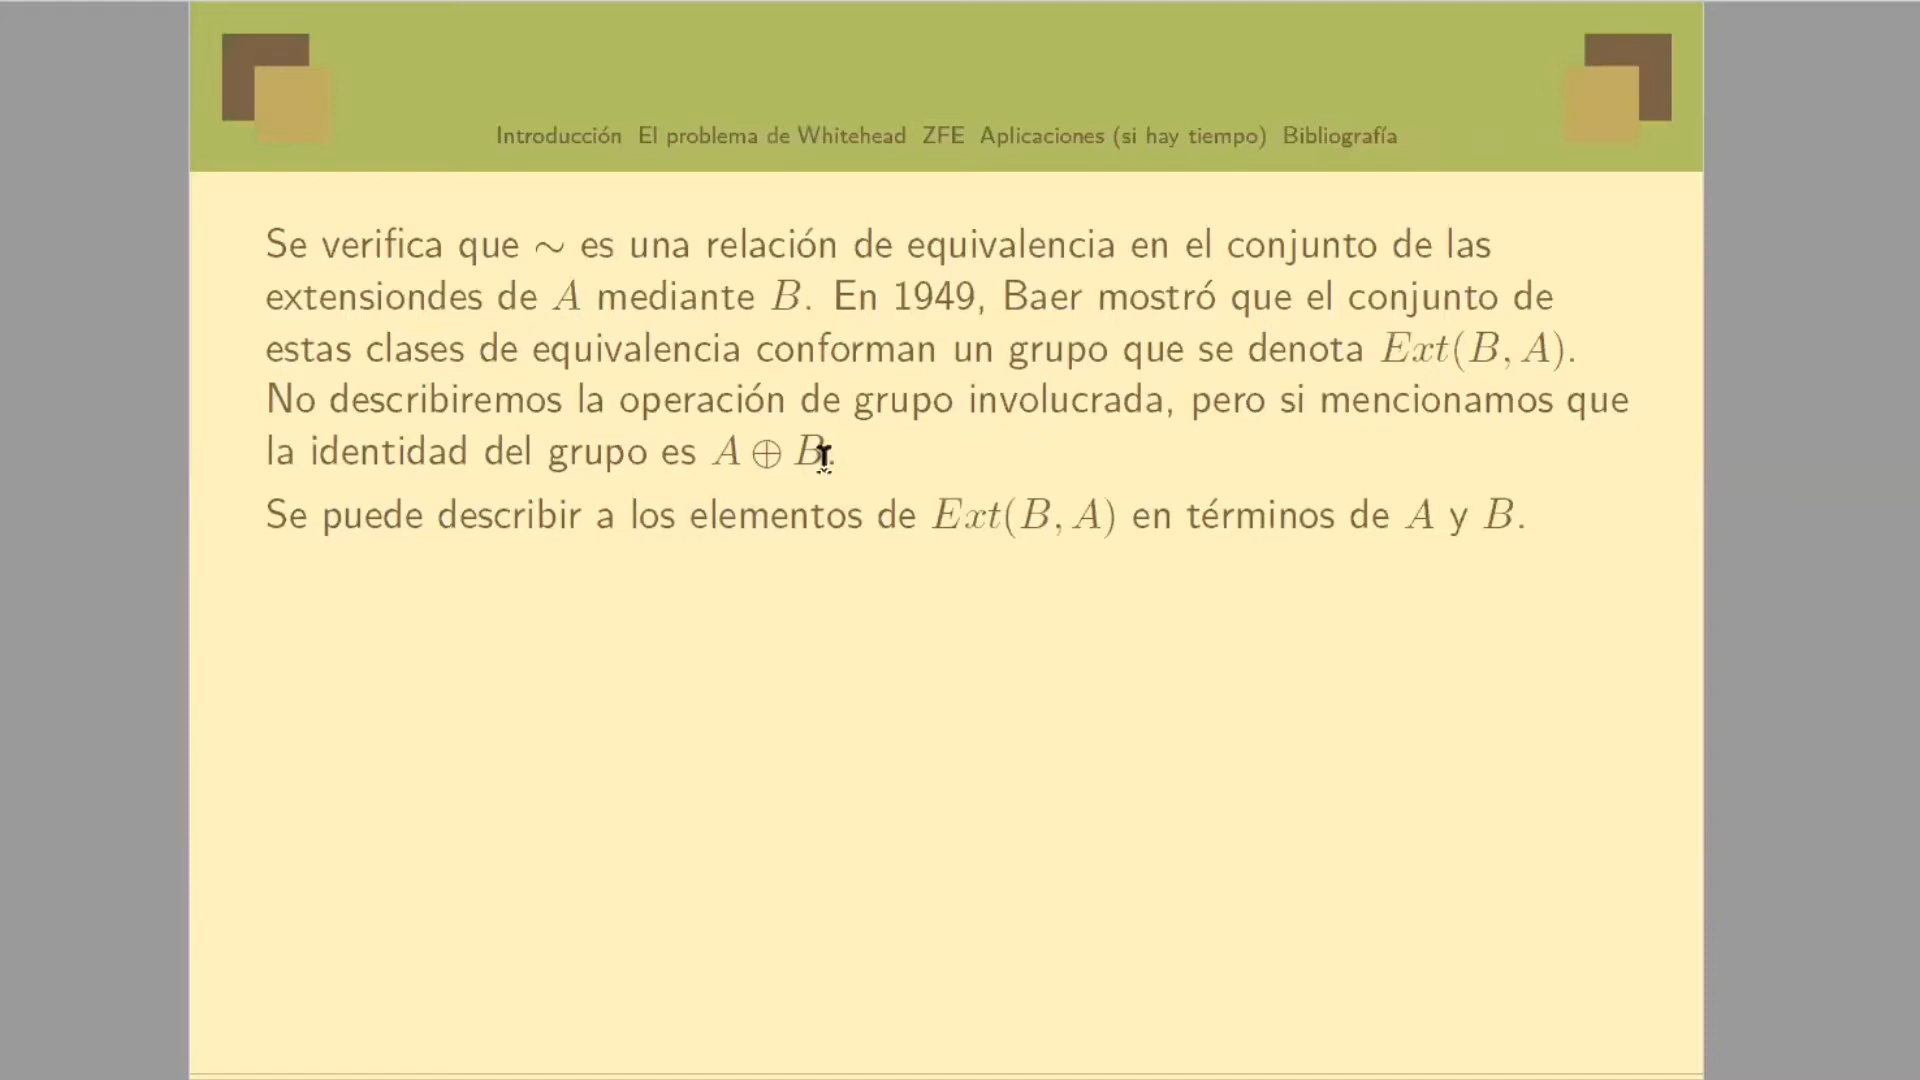 Introducción El problema de Whitehead ZFE Aplicaciones (si hay tiempo) Bibliografía
Se verifica que ∼ es una relación de equivalencia en el conjunto de las
extensiondes de A mediante B. En 1949, Baer mostró que el conjunto de
estas clases de equivalencia conforman un grupo que se denota Ext(B, A).
No describiremos la operación de grupo involucrada, pero si mencionamos que
la identidad del grupo es A ⊕ B.
Se puede describir a los elementos de Ext(B, A) en términos de A y B.